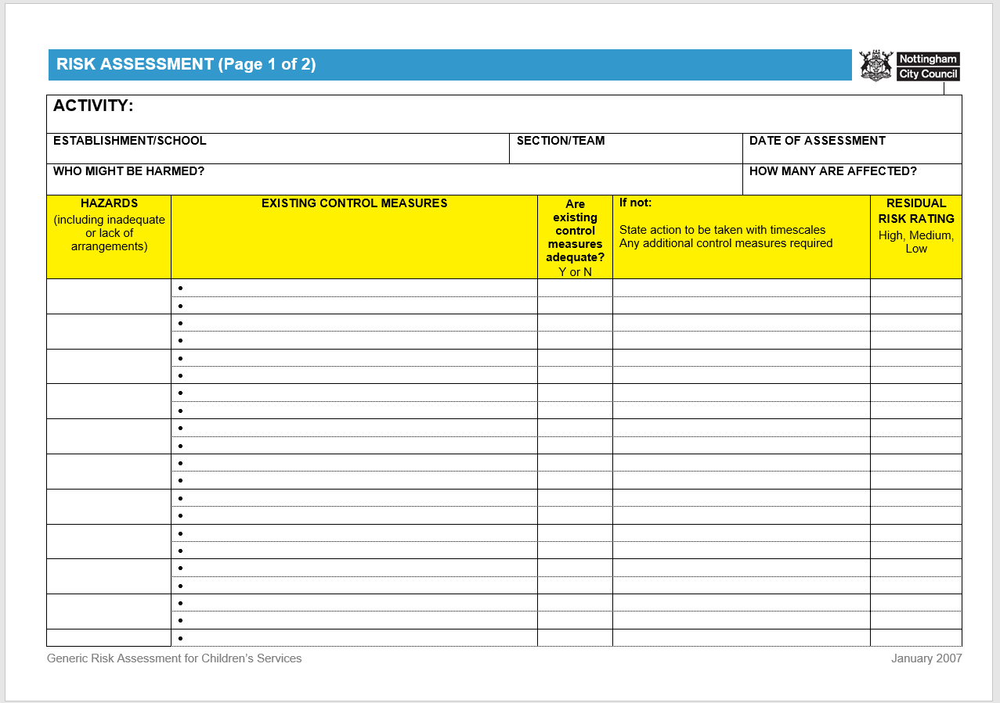 RISK ASSESSMENT (Page 1 of 2)
Nottingham
City Council
ACTIVITY:
ESTABLISHMENT/SCHOOL
SECTION/TEAM
DATE OF ASSESSMENT
WHO MIGHT BE HARMED?
HOW MANY ARE AFFECTED?
HAZARDS
(including inadequate
or lack of
arrangements)
EXISTING CONTROL MEASURES
Are
existing
control
measures
adequate?
Y or N
If not:
State action to be taken with timescales
Any additional control measures required
RESIDUAL
RISK RATING
High, Medium,
Low
Generic Risk Assessment for Children’s Services
January 2007